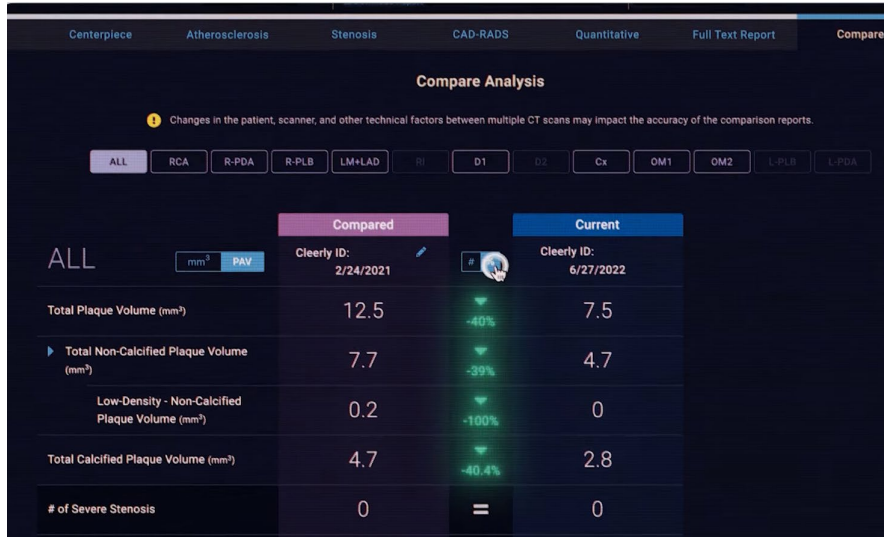 Centerpiece Atherosclerosis Stenosis CAD-RADS Quantitative Full Text Report Compare
Compare Analysis
! Changes in the patient, scanner, and other technical factors between multiple CT scans may impact the accuracy of the comparison reports.
ALL RCA R-PDA R-PLB LM+LAD RI D1 D2 Cx OM1 OM2 L-PLB L-PDA
Compared Current
ALL mm³ PAV Cleerly ID: # Cleerly ID:
2/24/2021 6/27/2022
Total Plaque Volume (mm³) 12.5 -40% 7.5
Total Non-Calcified Plaque Volume
(mm³) 7.7 -39% 4.7
Low-Density - Non-Calcified
Plaque Volume (mm³) 0.2 -100% 0
Total Calcified Plaque Volume (mm³) 4.7 -40.4% 2.8
# of Severe Stenosis 0 = 0